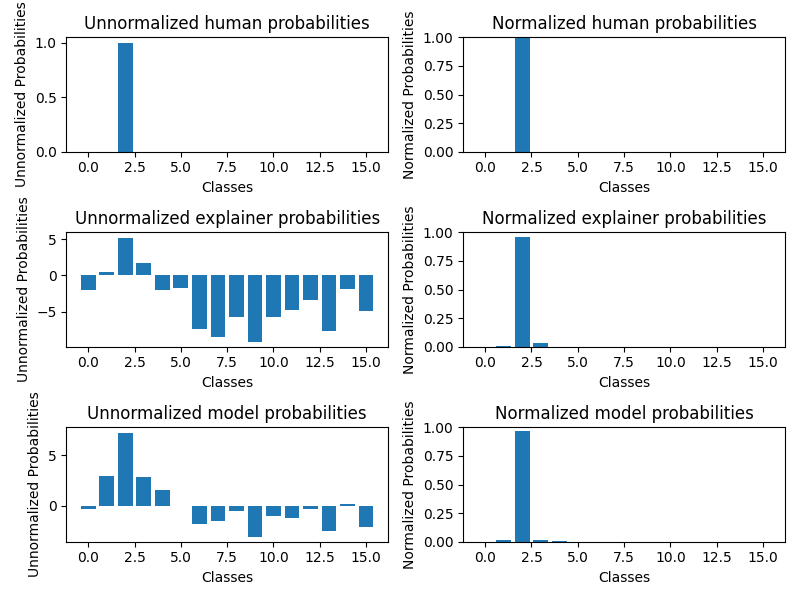 Unnormalized human probabilities
Unnormalized Probabilities
1.0
0.5
0.0
0.0 2.5 5.0 7.5 10.0 12.5 15.0
Classes
Normalized human probabilities
Normalized Probabilities
1.00
0.75
0.50
0.25
0.00
0.0 2.5 5.0 7.5 10.0 12.5 15.0
Classes
Unnormalized explainer probabilities
Unnormalized Probabilities
5
0
−5
0.0 2.5 5.0 7.5 10.0 12.5 15.0
Classes
Normalized explainer probabilities
Normalized Probabilities
1.00
0.75
0.50
0.25
0.00
0.0 2.5 5.0 7.5 10.0 12.5 15.0
Classes
Unnormalized model probabilities
Unnormalized Probabilities
5
0
0.0 2.5 5.0 7.5 10.0 12.5 15.0
Classes
Normalized model probabilities
Normalized Probabilities
1.00
0.75
0.50
0.25
0.00
0.0 2.5 5.0 7.5 10.0 12.5 15.0
Classes